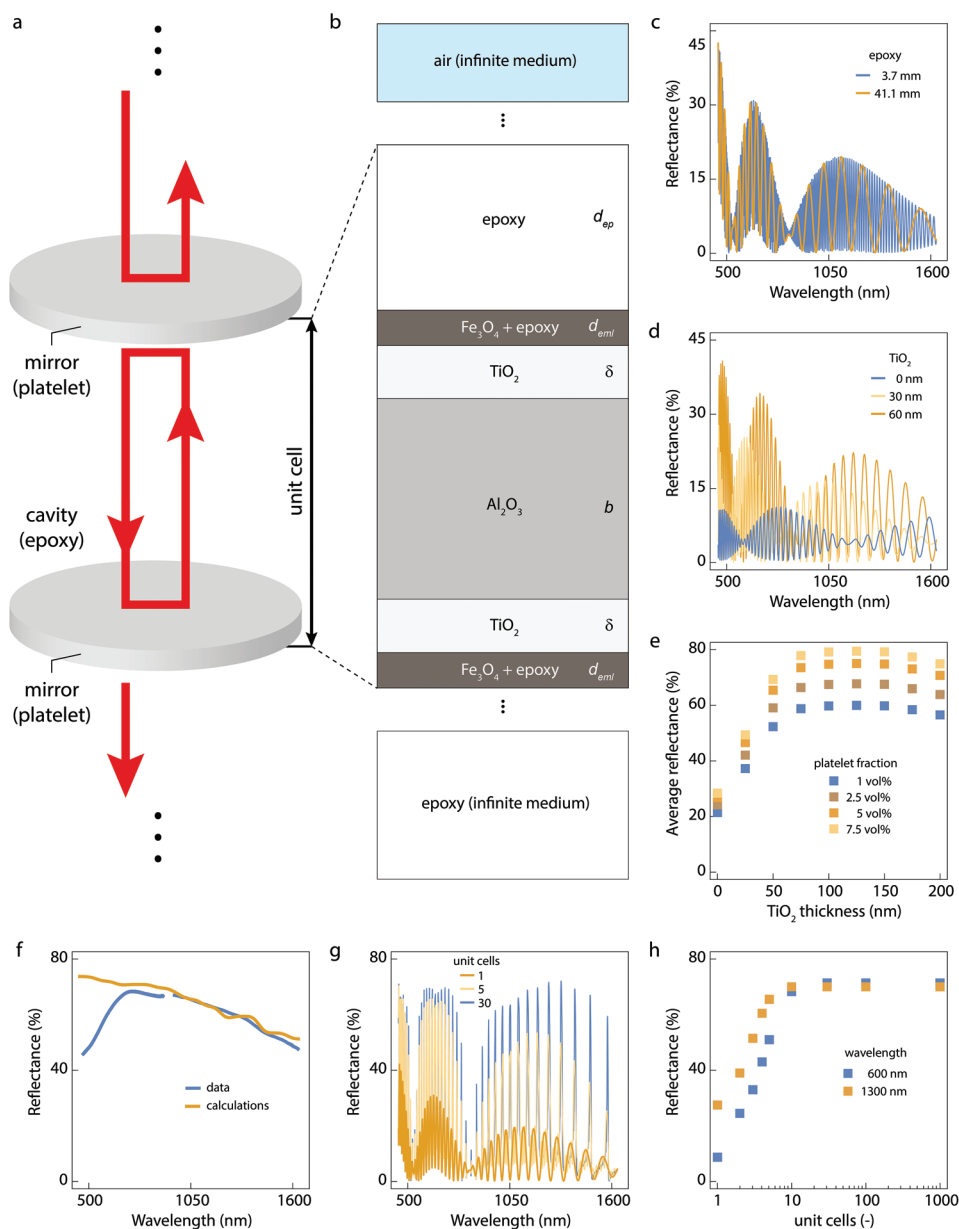 a
mirror
(platelet)
cavity
(epoxy)
mirror
(platelet)
unit cell
b
air (infinite medium)
epoxy d_ep
Fe₃O₄ + epoxy d_eml
TiO₂ δ
Al₂O₃ b
TiO₂ δ
Fe₃O₄ + epoxy d_eml
epoxy (infinite medium)
c
epoxy
3.7 mm
41.1 mm
Reflectance (%)
45
30
15
0
500 1050 1600
Wavelength (nm)
d
TiO₂
0 nm
30 nm
60 nm
Reflectance (%)
45
30
15
0
500 1050 1600
Wavelength (nm)
e
Average reflectance (%)
80
60
40
20
0
platelet fraction
1 vol%
2.5 vol%
5 vol%
7.5 vol%
0 50 100 150 200
TiO₂ thickness (nm)
f
Reflectance (%)
80
40
0
data
calculations
500 1050 1600
Wavelength (nm)
g
unit cells
1
5
30
Reflectance (%)
80
40
0
500 1050 1600
Wavelength (nm)
h
Reflectance (%)
80
40
0
wavelength
600 nm
1300 nm
1 10 100 1000
unit cells (-)